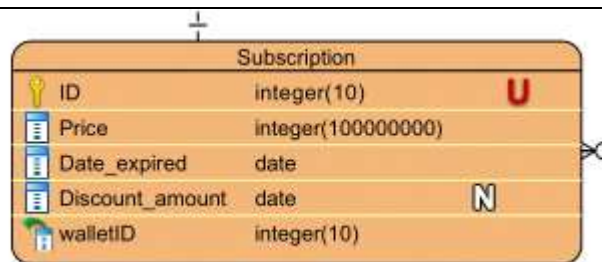 Subscription
ID integer(10) U
Price integer(100000000)
Date_expired date
Discount_amount date N
walletID integer(10)